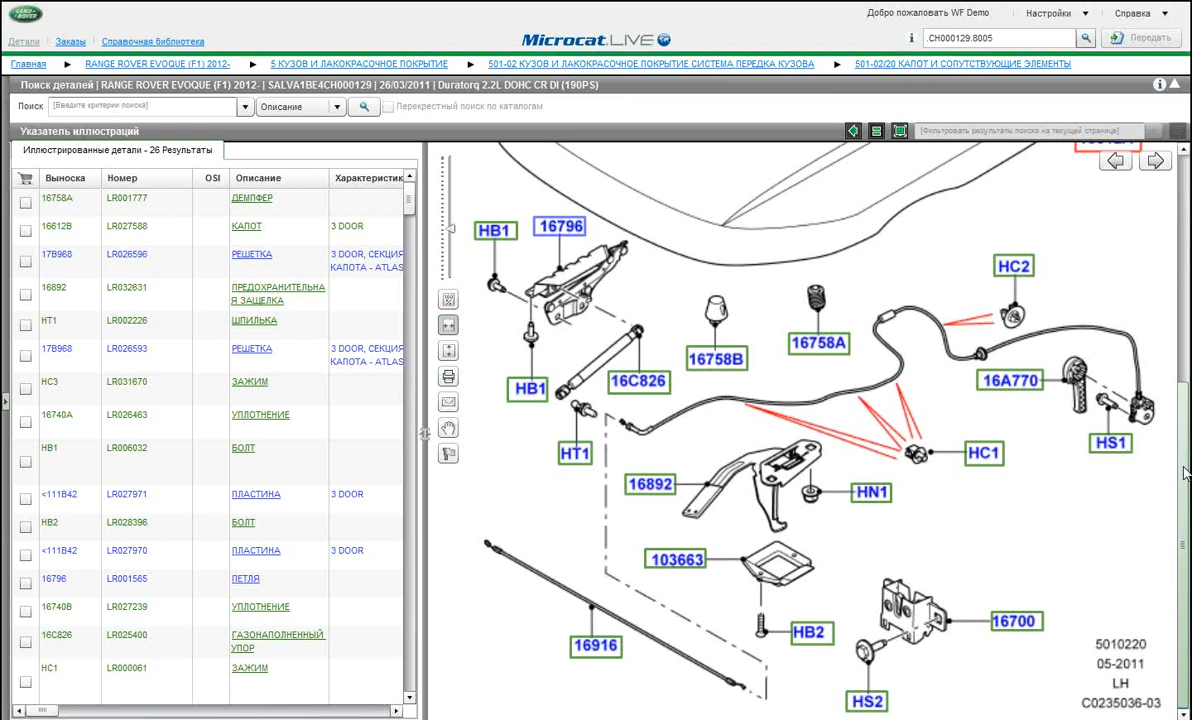 LAND ROVER
Добро пожаловать WF Demo
Настройки
Справка
Детали
Заказы
Справочная библиотека
Microcat.LIVE
.CH000129.8005
Передать
Главная
RANGE ROVER EVOQUE (F1) 2012-
5 КУЗОВ И ЛАКОКРАСОЧНОЕ ПОКРЫТИЕ
501-02 КУЗОВ И ЛАКОКРАСОЧНОЕ ПОКРЫТИЕ СИСТЕМА ПЕРЕДКА КУЗОВА
501-02/20 КАПОТ И СОПУТСТВУЮЩИЕ ЭЛЕМЕНТЫ
Поиск деталей | RANGE ROVER EVOQUE (F1) 2012- | SALVA1BE4CH000129 | 26/03/2011 | Duratorq 2.2L DOHC CR DI (190PS)
Поиск
[Введите критерии поиска]
Описание
Перекрестный поиск по каталогам
Указатель иллюстраций
[Фильтровать результаты поиска на текущей странице]
Иллюстрированные детали - 26 Результаты
Выноска Номер OSI Описание Характеристик
16758A LR001777 ДЕМПФЕР
16612B LR027588 КАПОТ 3 DOOR
17B968 LR026596 РЕШЕТКА 3 DOOR, СЕКЦИЯ
КАПОТА - ATLAS
16892 LR032631 ПРЕДОХРАНИТЕЛЬНА
Я ЗАЩЕЛКА
HT1 LR002226 ШПИЛЬКА
17B968 LR026593 РЕШЕТКА 3 DOOR, СЕКЦИЯ
КАПОТА - ATLAS
HC3 LR031670 ЗАЖИМ
16740A LR026463 УПЛОТНЕНИЕ
HB1 LR006032 БОЛТ
<111B42 LR027971 ПЛАСТИНА 3 DOOR
HB2 LR028396 БОЛТ
<111B42 LR027970 ПЛАСТИНА 3 DOOR
16796 LR001565 ПЕТЛЯ
16740B LR027239 УПЛОТНЕНИЕ
16C826 LR025400 ГАЗОНАПОЛНЕННЫЙ
УПОР
HC1 LR000061 ЗАЖИМ
HB1
16796
HC2
16758B
16758A
HB1
16C826
16A770
HT1
HS1
HC1
16892
HN1
103663
HB2
16916
16700
HS2
5010220
05-2011
LH
C0235036-03